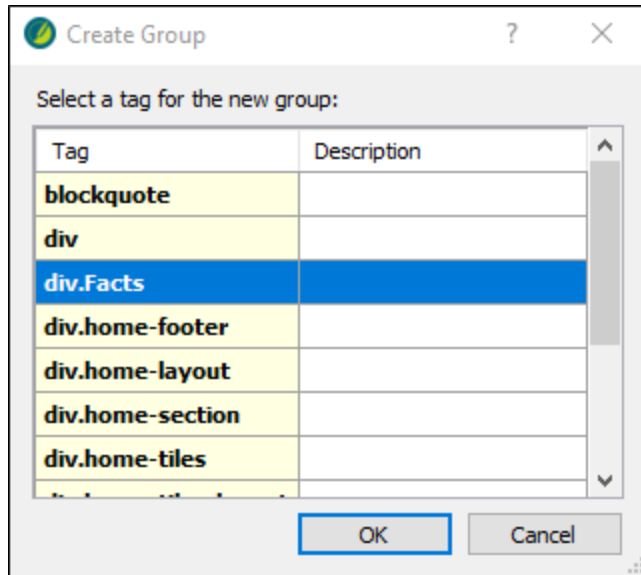 Create Group
?
Select a tag for the new group:
Tag Description
blockquote
div
div.Facts
div.home-footer
div.home-layout
div.home-section
div.home-tiles
OK Cancel